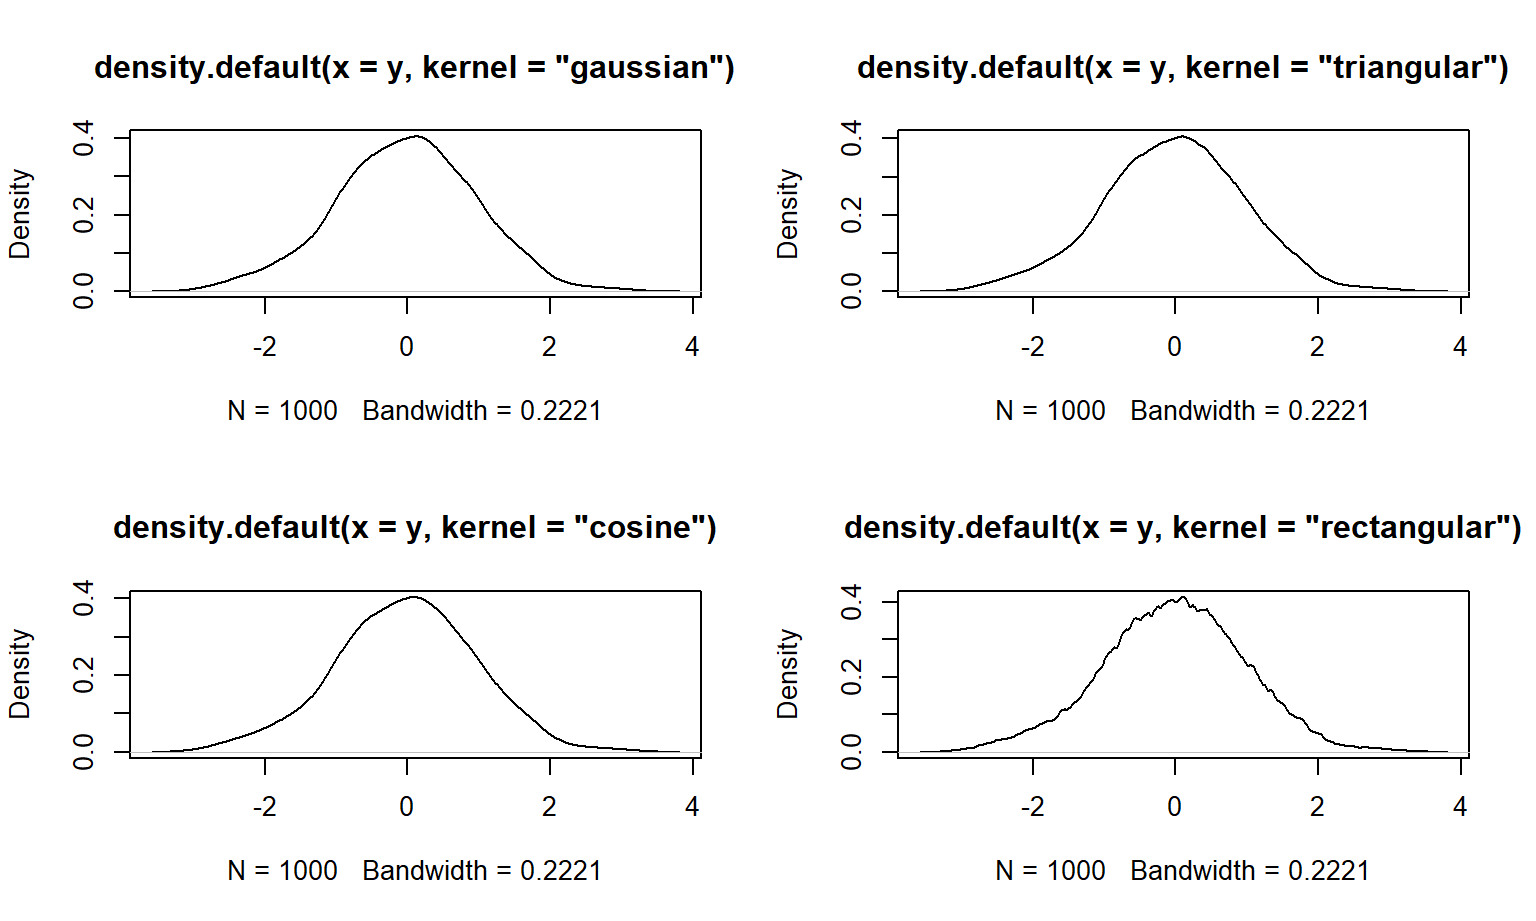 density.default(x = y, kernel = "gaussian")
Density
0.0 0.2 0.4
-2 0 2 4
N = 1000 Bandwidth = 0.2221
density.default(x = y, kernel = "triangular")
Density
0.0 0.2 0.4
-2 0 2 4
N = 1000 Bandwidth = 0.2221
density.default(x = y, kernel = "cosine")
Density
0.0 0.2 0.4
-2 0 2 4
N = 1000 Bandwidth = 0.2221
density.default(x = y, kernel = "rectangular")
Density
0.0 0.2 0.4
-2 0 2 4
N = 1000 Bandwidth = 0.2221